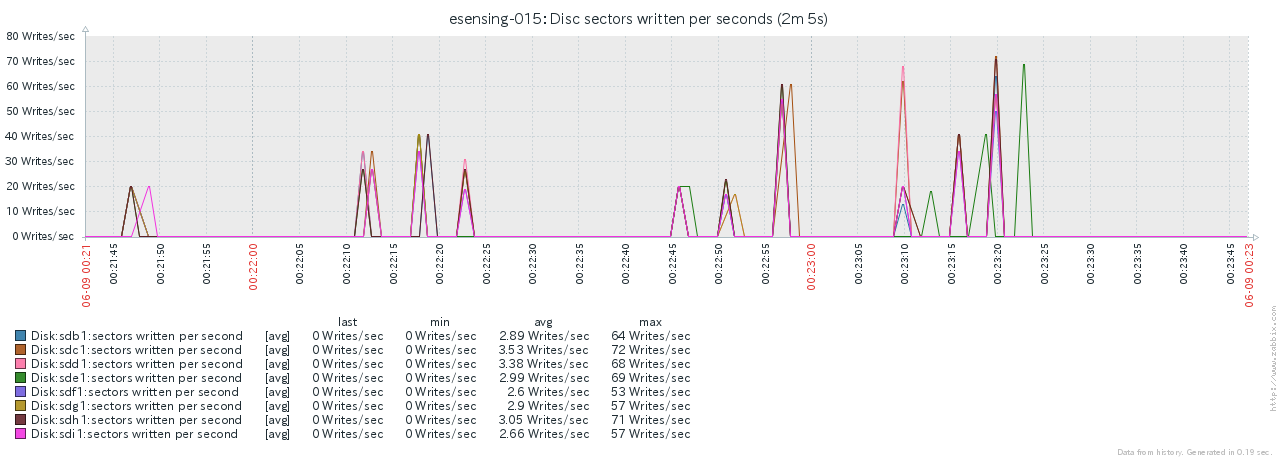 esensing-015: Disc sectors written per seconds (2m 5s)
80 Writes/sec
70 Writes/sec
60 Writes/sec
50 Writes/sec
40 Writes/sec
30 Writes/sec
20 Writes/sec
10 Writes/sec
0 Writes/sec
06-09 00:21
00:21:45
00:21:50
00:21:55
00:22:00
00:22:05
00:22:10
00:22:15
00:22:20
00:22:25
00:22:30
00:22:35
00:22:40
00:22:45
00:22:50
00:22:55
00:23:00
00:23:05
00:23:10
00:23:15
00:23:20
00:23:25
00:23:30
00:23:35
00:23:40
00:23:45
06-09 00:23
last min avg max
Disk:sdb1:sectors written per second [avg] 0 Writes/sec 0 Writes/sec 2.89 Writes/sec 64 Writes/sec
Disk:sdc1:sectors written per second [avg] 0 Writes/sec 0 Writes/sec 3.53 Writes/sec 72 Writes/sec
Disk:sdd1:sectors written per second [avg] 0 Writes/sec 0 Writes/sec 3.38 Writes/sec 68 Writes/sec
Disk:sde1:sectors written per second [avg] 0 Writes/sec 0 Writes/sec 2.99 Writes/sec 69 Writes/sec
Disk:sdf1:sectors written per second [avg] 0 Writes/sec 0 Writes/sec 2.6 Writes/sec 53 Writes/sec
Disk:sdg1:sectors written per second [avg] 0 Writes/sec 0 Writes/sec 2.9 Writes/sec 57 Writes/sec
Disk:sdh1:sectors written per second [avg] 0 Writes/sec 0 Writes/sec 3.05 Writes/sec 71 Writes/sec
Disk:sdi1:sectors written per second [avg] 0 Writes/sec 0 Writes/sec 2.66 Writes/sec 57 Writes/sec
http://www.zabbix.com
Data from history. Generated in 0.19 sec.